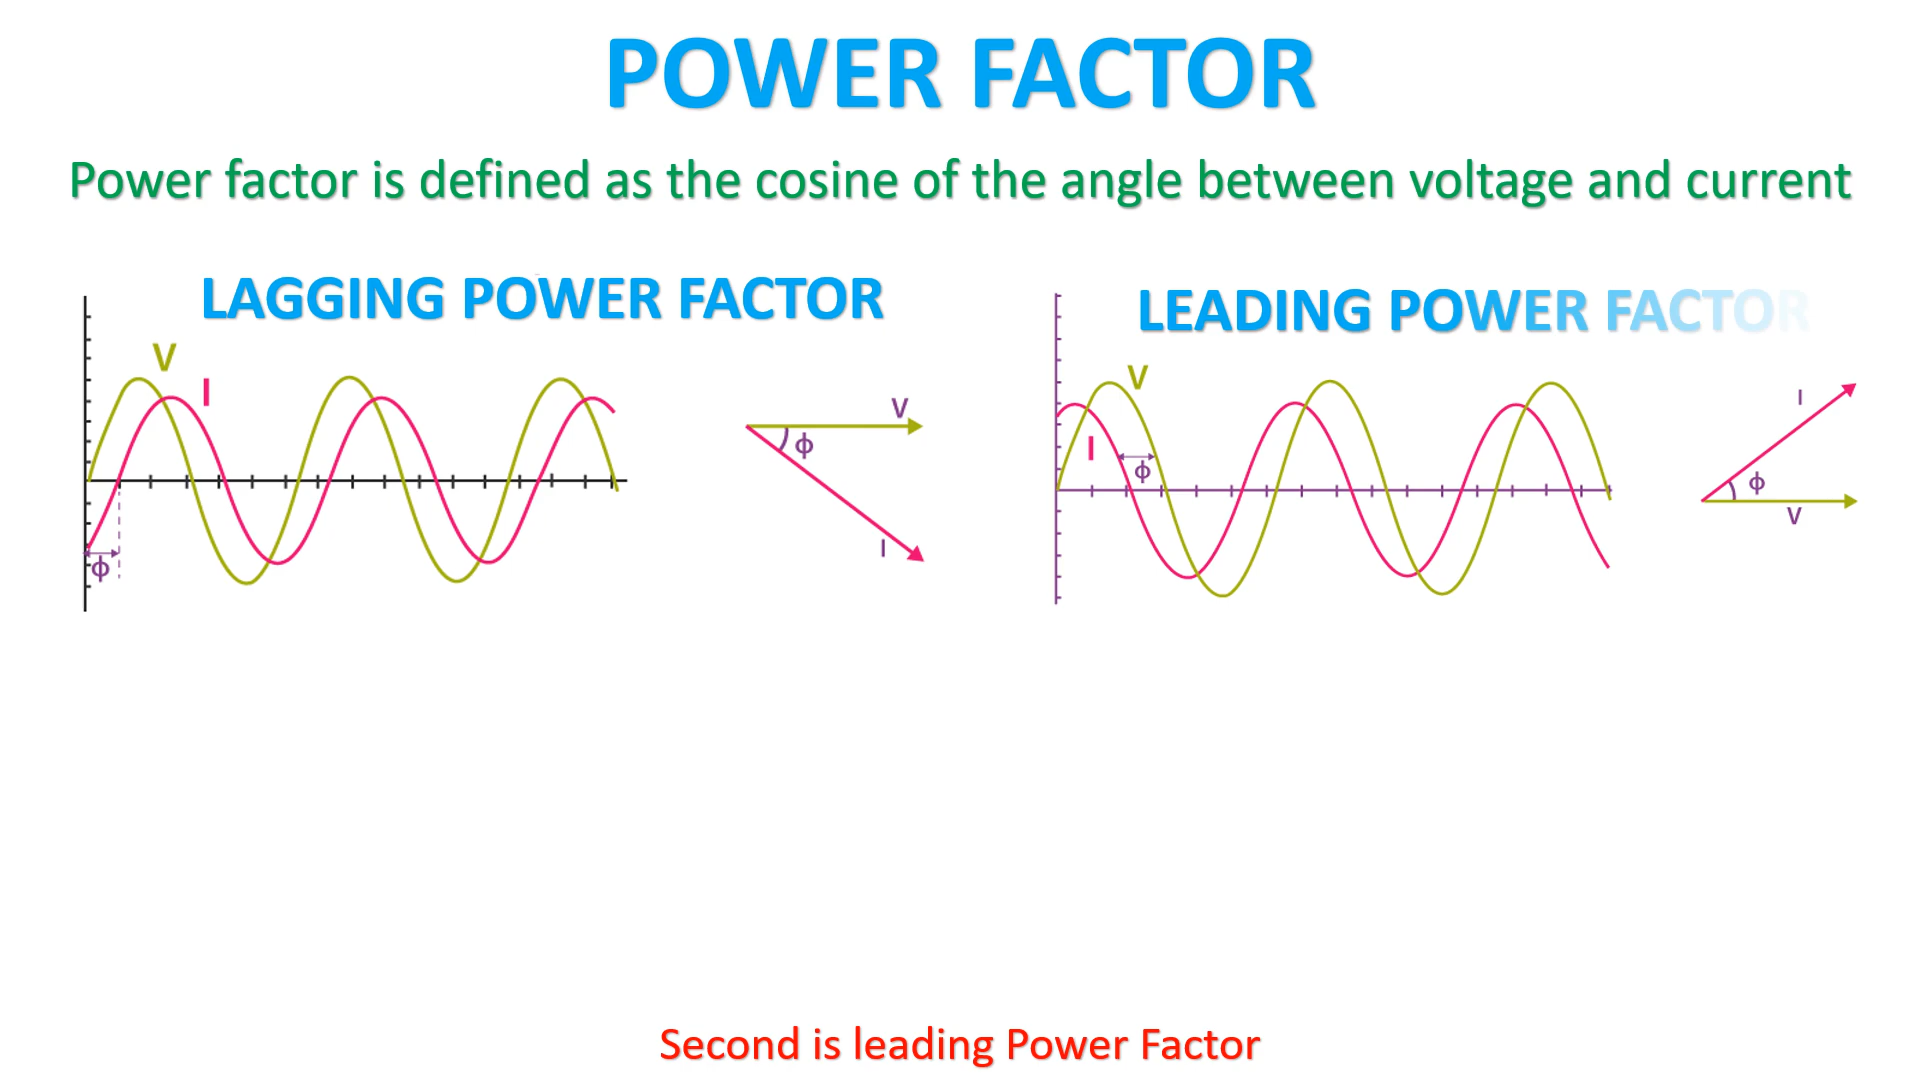 POWER FACTOR
Power factor is defined as the cosine of the angle between voltage and current
LAGGING POWER FACTOR
V
I
ϕ
V
ϕ
I
LEADING POWER FACTOR
V
I
ϕ
I
ϕ
V
Second is leading Power Factor